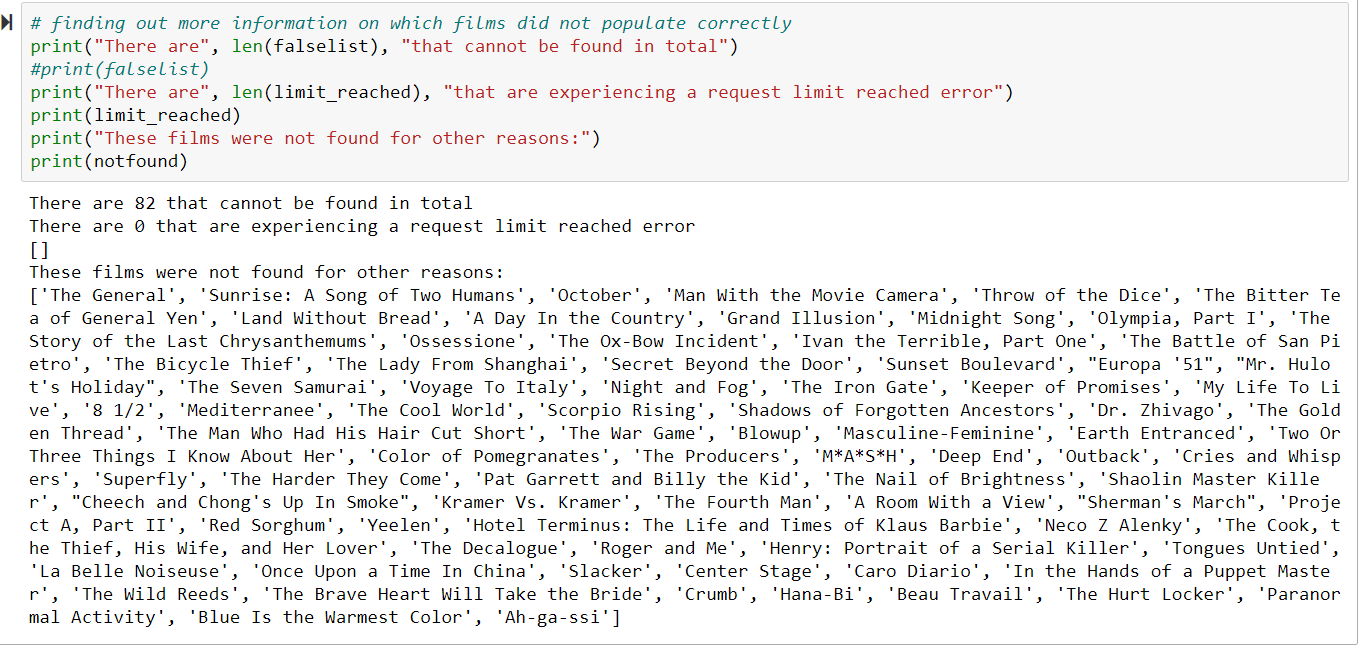 # finding out more information on which films did not populate correctly
print("There are", len(falselist), "that cannot be found in total")
#print(falselist)
print("There are", len(limit_reached), "that are experiencing a request limit reached error")
print(limit_reached)
print("These films were not found for other reasons:")
print(notfound)
There are 82 that cannot be found in total
There are 0 that are experiencing a request limit reached error
[]
These films were not found for other reasons:
['The General', 'Sunrise: A Song of Two Humans', 'October', 'Man With the Movie Camera', 'Throw of the Dice', 'The Bitter Te
a of General Yen', 'Land Without Bread', 'A Day In the Country', 'Grand Illusion', 'Midnight Song', 'Olympia, Part I', 'The
Story of the Last Chrysanthemums', 'Ossessione', 'The Ox-Bow Incident', 'Ivan the Terrible, Part One', 'The Battle of San Pi
etro', 'The Bicycle Thief', 'The Lady From Shanghai', 'Secret Beyond the Door', 'Sunset Boulevard', "Europa '51", "Mr. Hulo
t's Holiday", 'The Seven Samurai', 'Voyage To Italy', 'Night and Fog', 'The Iron Gate', 'Keeper of Promises', 'My Life To Li
ve', '8 1/2', 'Mediterranee', 'The Cool World', 'Scorpio Rising', 'Shadows of Forgotten Ancestors', 'Dr. Zhivago', 'The Gold
en Thread', 'The Man Who Had His Hair Cut Short', 'The War Game', 'Blowup', 'Masculine-Feminine', 'Earth Entranced', 'Two Or
Three Things I Know About Her', 'Color of Pomegranates', 'The Producers', 'M*A*S*H', 'Deep End', 'Outback', 'Cries and Whisp
ers', 'Superfly', 'The Harder They Come', 'Pat Garrett and Billy the Kid', 'The Nail of Brightness', 'Shaolin Master Kille
r', "Cheech and Chong's Up In Smoke", 'Kramer Vs. Kramer', 'The Fourth Man', 'A Room With a View', "Sherman's March", 'Proje
ct A, Part II', 'Red Sorghum', 'Yeelen', 'Hotel Terminus: The Life and Times of Klaus Barbie', 'Neco Z Alenky', 'The Cook, t
he Thief, His Wife, and Her Lover', 'The Decalogue', 'Roger and Me', 'Henry: Portrait of a Serial Killer', 'Tongues Untied',
'La Belle Noiseuse', 'Once Upon a Time In China', 'Slacker', 'Center Stage', 'Caro Diario', 'In the Hands of a Puppet Maste
r', 'The Wild Reeds', 'The Brave Heart Will Take the Bride', 'Crumb', 'Hana-Bi', 'Beau Travail', 'The Hurt Locker', 'Paranor
mal Activity', 'Blue Is the Warmest Color', 'Ah-ga-ssi']